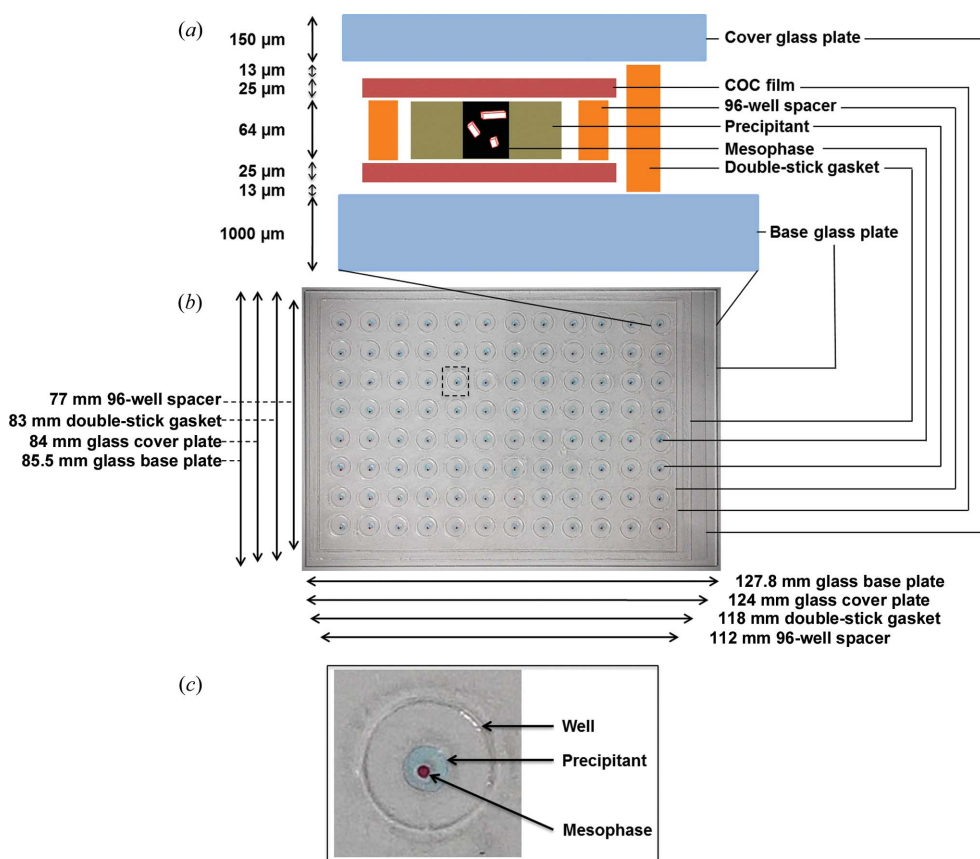 (a)
150 µm
13 µm
25 µm
64 µm
25 µm
13 µm
1000 µm
Cover glass plate
COC film
96-well spacer
Precipitant
Mesophase
Double-stick gasket
Base glass plate
(b)
77 mm 96-well spacer
83 mm double-stick gasket
84 mm glass cover plate
85.5 mm glass base plate
127.8 mm glass base plate
124 mm glass cover plate
118 mm double-stick gasket
112 mm 96-well spacer
(c)
Well
Precipitant
Mesophase